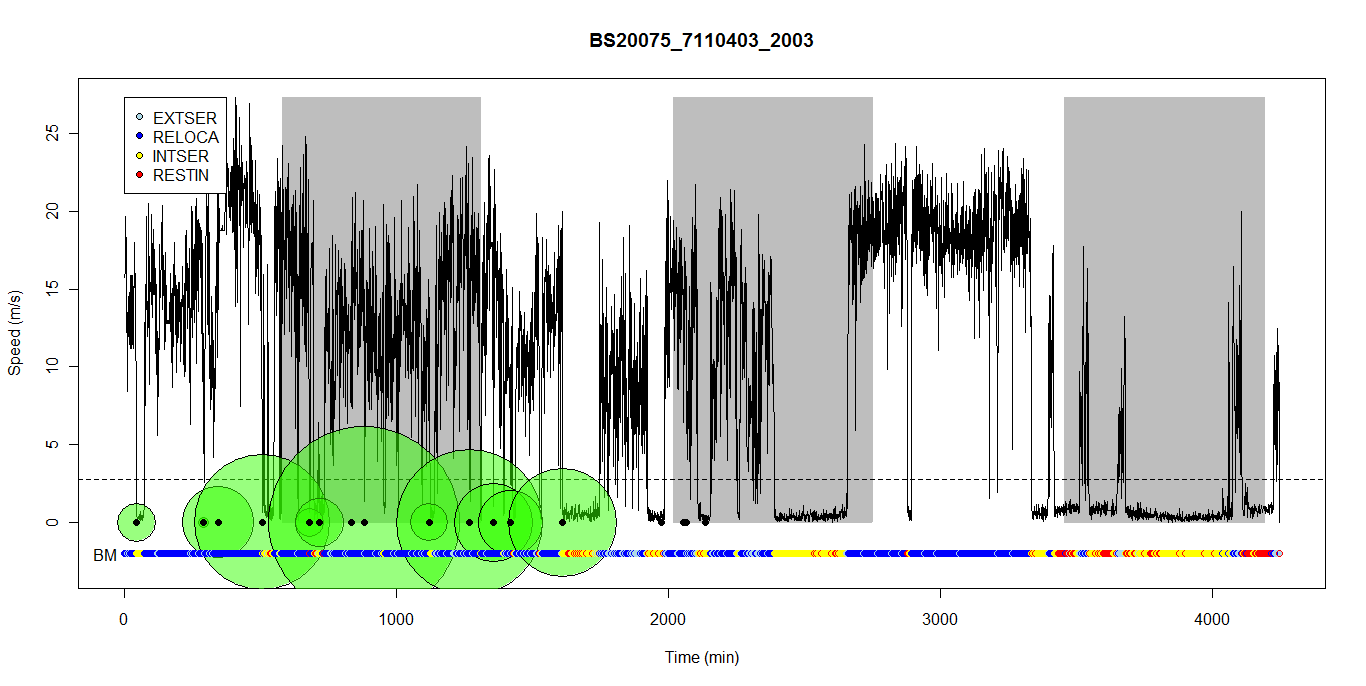 BS20075_7110403_2003
EXTSER
RELOCA
INTSER
RESTIN
Speed (m/s)
25
20
15
10
5
0
BM
0 1000 2000 3000 4000
Time (min)